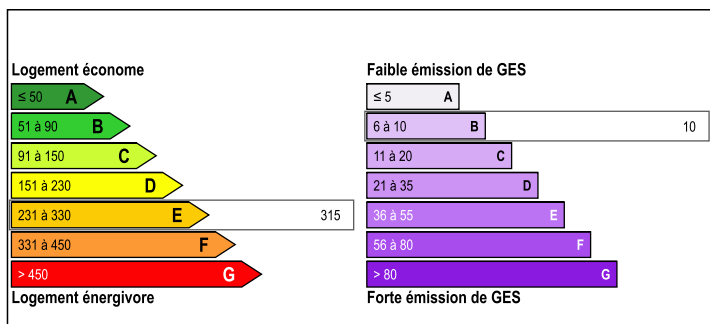 Logement économe
≤ 50 A
51 à 90 B
91 à 150 C
151 à 230 D
231 à 330 E 315
331 à 450 F
> 450 G
Logement énergivore
Faible émission de GES
≤ 5 A
6 à 10 B 10
11 à 20 C
21 à 35 D
36 à 55 E
56 à 80 F
> 80 G
Forte émission de GES